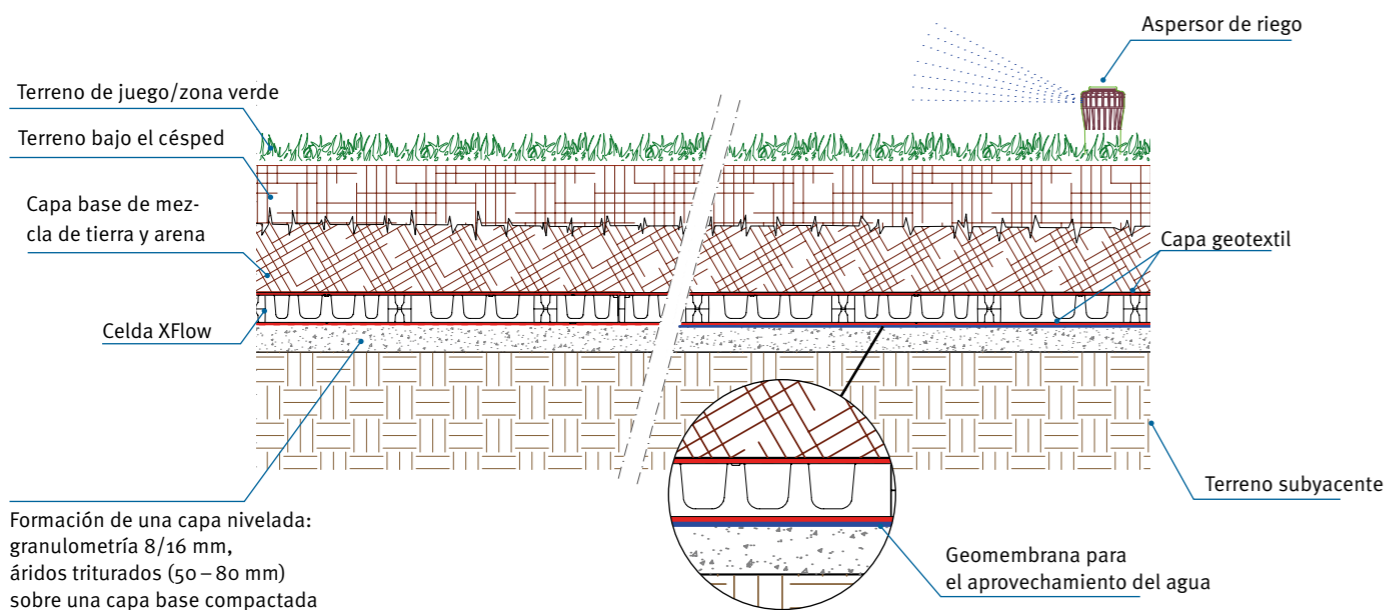 Aspersor de riego
Terreno de juego/zona verde
Terreno bajo el césped
Capa base de mez-
cla de tierra y arena
Capa geotextil
Celda XFlow
Terreno subyacente
Formación de una capa nivelada:
granulometría 8/16 mm,
áridos triturados (50–80 mm)
sobre una capa base compactada
Geomembrana para
el aprovechamiento del agua